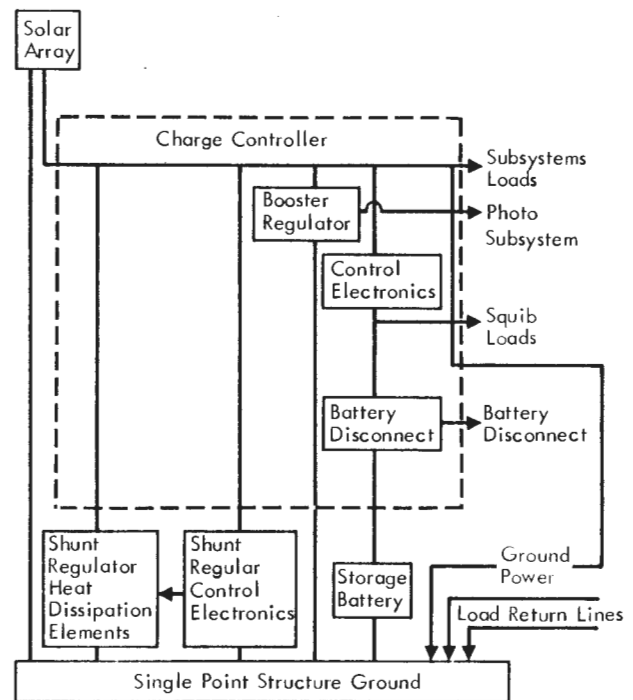 Solar
Array
Charge Controller
Subsystems
Loads
Booster
Regulator
Photo
Subsystem
Control
Electronics
Squib
Loads
Battery
Disconnect
Battery
Disconnect
Shunt
Regulator
Heat
Dissipation
Elements
Shunt
Regular
Control
Electronics
Storage
Battery
Ground
Power
Load Return Lines
Single Point Structure Ground